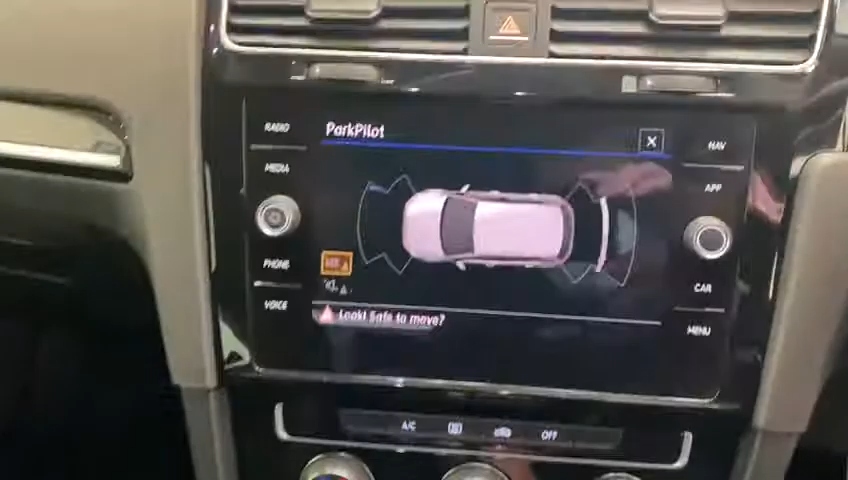 RADIO
ParkPilot
NAV
MEDIA
APP
PHONE
CAR
VOICE
Look! Safe to move?
MENU
A/C
OFF